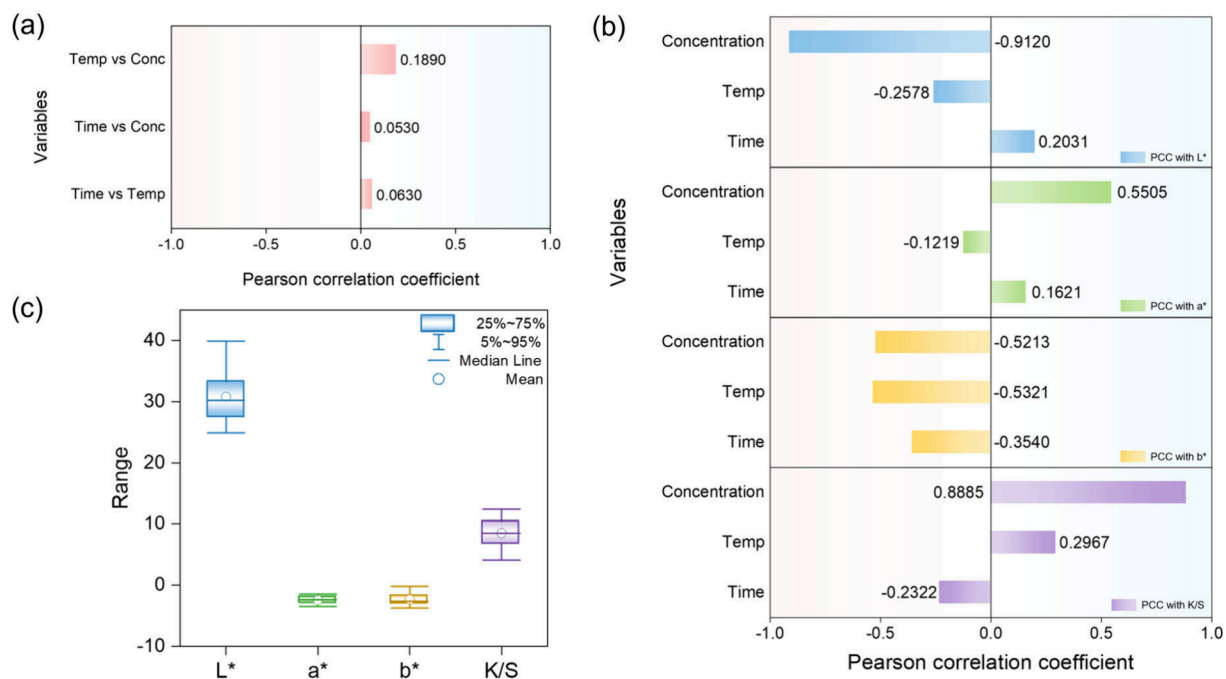 (a)
Variables
Temp vs Conc
0.1890
Time vs Conc
0.0530
Time vs Temp
0.0630
-1.0 -0.5 0.0 0.5 1.0
Pearson correlation coefficient
(b)
Variables
Concentration
-0.9120
Temp
-0.2578
Time
0.2031
PCC with L*
Concentration
0.5505
Temp
-0.1219
Time
0.1621
PCC with a*
Concentration
-0.5213
Temp
-0.5321
Time
-0.3540
PCC with b*
Concentration
0.8885
Temp
0.2967
Time
-0.2322
PCC with K/S
-1.0 -0.5 0.0 0.5 1.0
Pearson correlation coefficient
(c)
Range
40
30
20
10
0
-10
25%~75%
5%~95%
Median Line
Mean
L* a* b* K/S